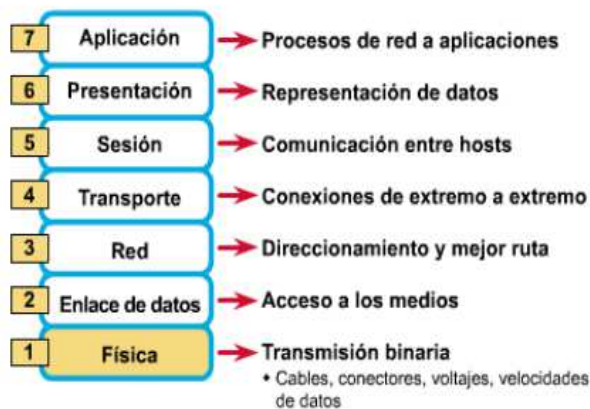 7 Aplicación Procesos de red a aplicaciones
6 Presentación Representación de datos
5 Sesión Comunicación entre hosts
4 Transporte Conexiones de extremo a extremo
3 Red Direccionamiento y mejor ruta
2 Enlace de datos Acceso a los medios
1 Física Transmisión binaria
• Cables, conectores, voltajes, velocidades
de datos